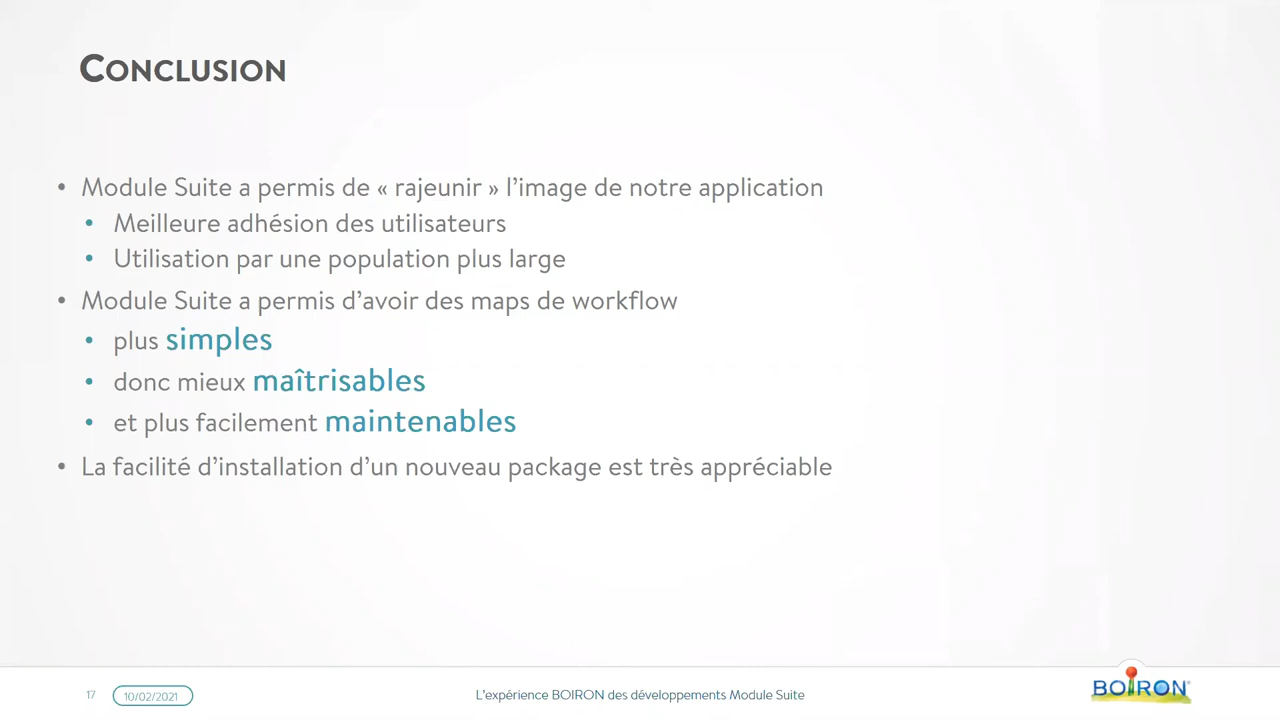 CONCLUSION
• Module Suite a permis de « rajeunir » l'image de notre application
• Meilleure adhésion des utilisateurs
• Utilisation par une population plus large
• Module Suite a permis d'avoir des maps de workflow
• plus simples
• donc mieux maîtrisables
• et plus facilement maintenables
• La facilité d'installation d'un nouveau package est très appréciable
17 10/02/2021 L'expérience BOIRON des développements Module Suite BOIRON